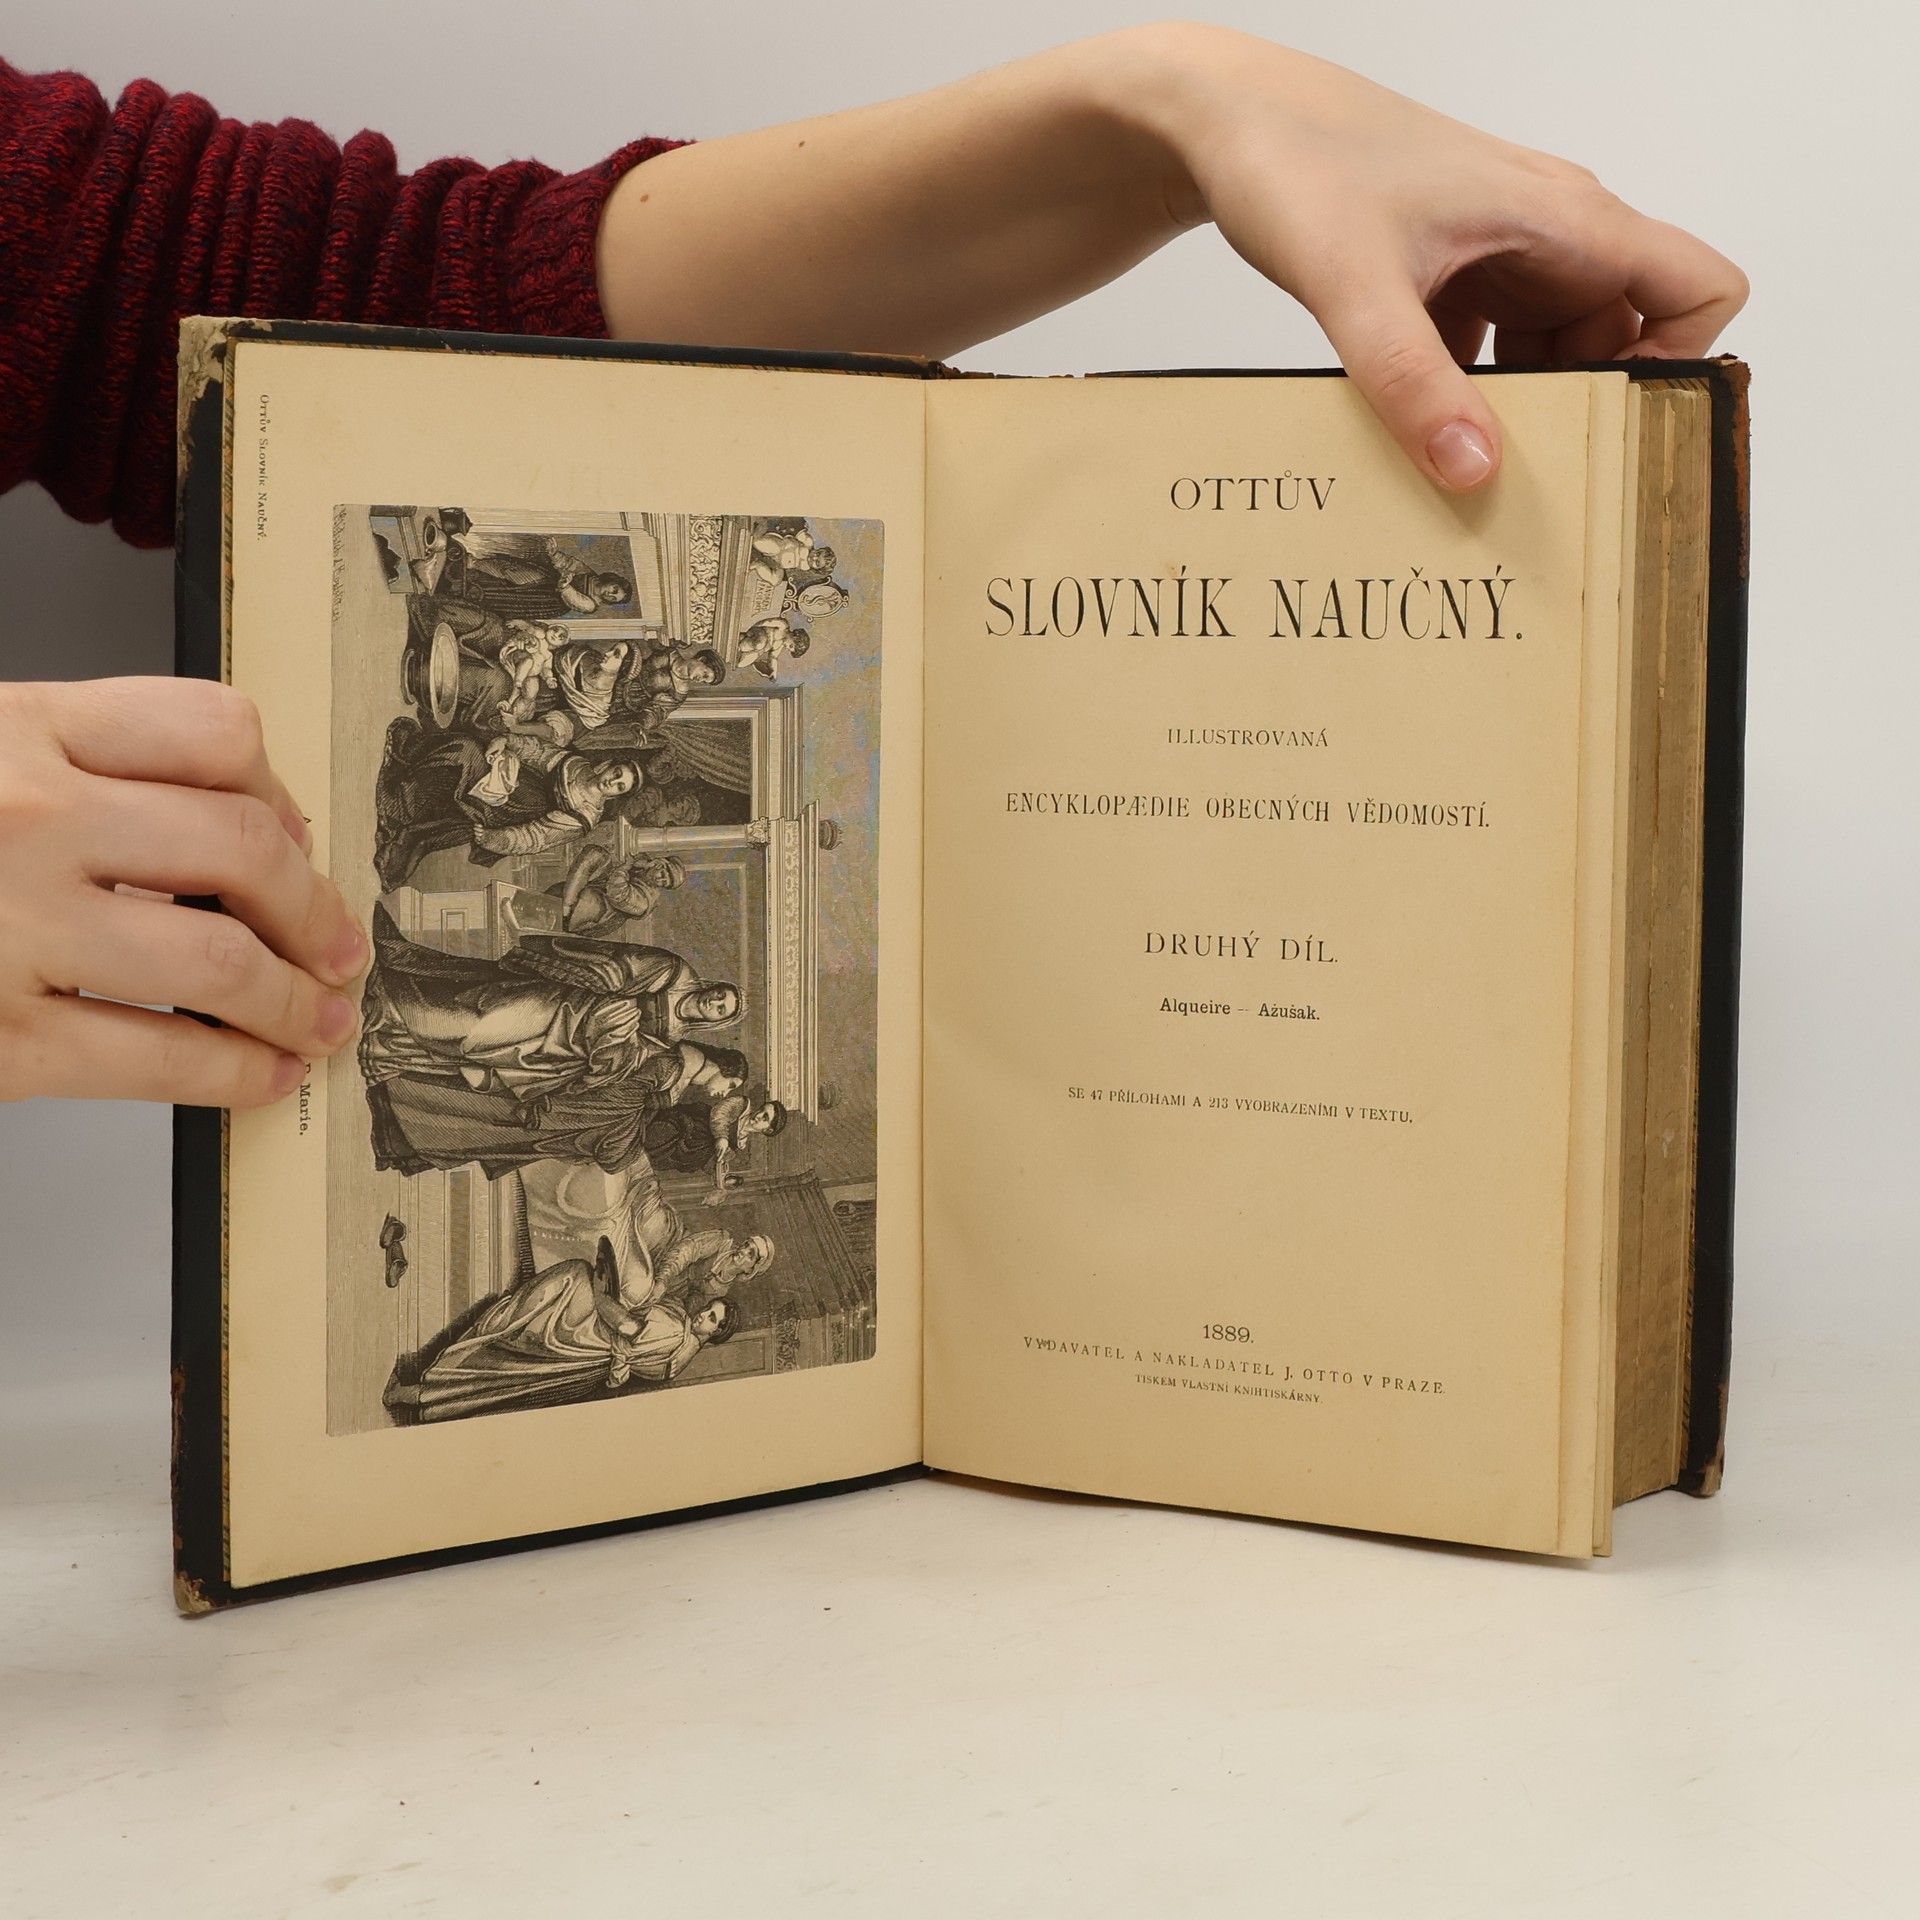 OTTŮV SLOVNÍK NAUČNÝ.
Marie.
OTTŮV
SLOVNÍK NAUČNÝ.
ILLUSTROVANÁ
ENCYKLOPÆDIE OBECNÝCH VĚDOMOSTÍ.
DRUHÝ DÍL.
Alqueire – Ažušak.
SE 47 PŘÍLOHAMI A 213 VYOBRAZENÍMI V TEXTU.
1889.
VYDAVATEL A NAKLADATEL J. OTTO V PRAZE.
TISKEM VLASTNÍ KNIHTISKÁRNY.